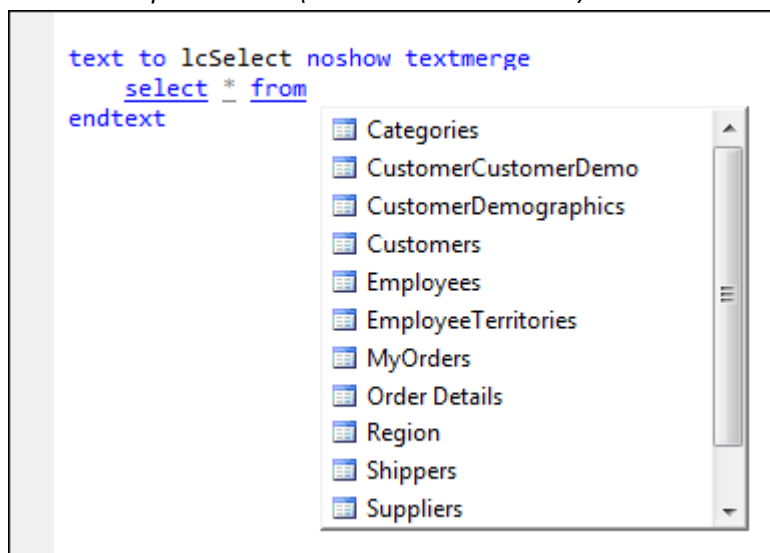 text to lcSelect noshow textmerge
select * from
endtext
Categories
CustomerCustomerDemo
CustomerDemographics
Customers
Employees
EmployeeTerritories
MyOrders
Order Details
Region
Shippers
Suppliers